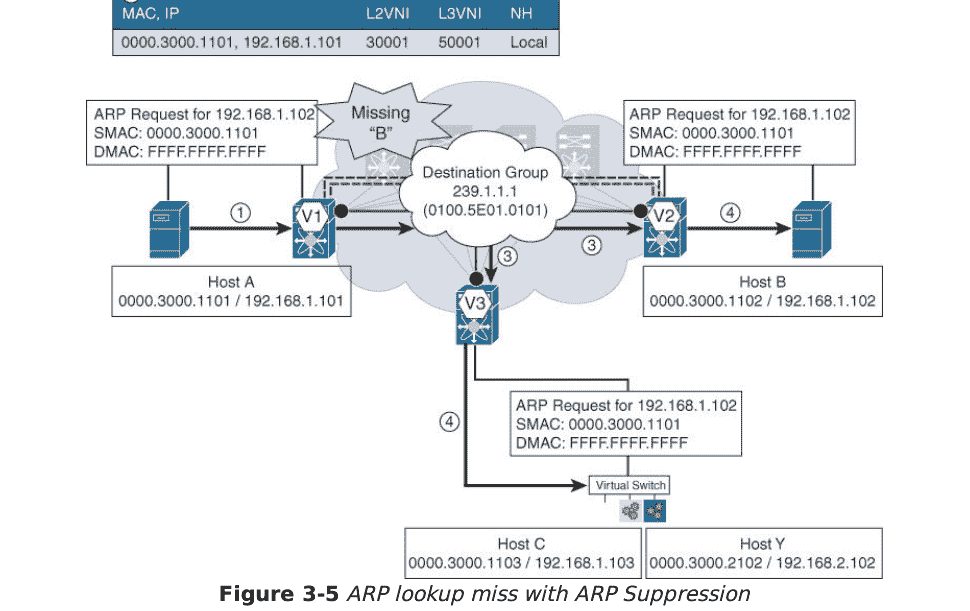 MAC, IP L2VNI L3VNI NH
0000.3000.1101, 192.168.1.101 30001 50001 Local
ARP Request for 192.168.1.102
SMAC: 0000.3000.1101
DMAC: FFFF.FFFF.FFFF
Missing
“B”
ARP Request for 192.168.1.102
SMAC: 0000.3000.1101
DMAC: FFFF.FFFF.FFFF
Destination Group
239.1.1.1
(0100.5E01.0101)
1
V1
V2
4
3
3
Host A
0000.3000.1101 / 192.168.1.101
Host B
0000.3000.1102 / 192.168.1.102
V3
4
ARP Request for 192.168.1.102
SMAC: 0000.3000.1101
DMAC: FFFF.FFFF.FFFF
Virtual Switch
Host C
0000.3000.1103 / 192.168.1.103
Host Y
0000.3000.2102 / 192.168.2.102
Figure 3-5 ARP lookup miss with ARP Suppression